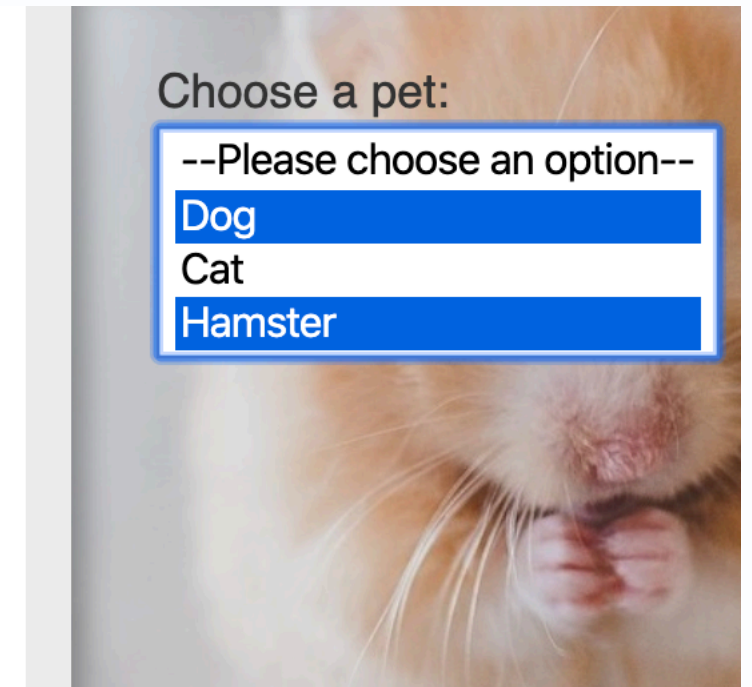 Choose a pet:
--Please choose an option--
Dog
Cat
Hamster